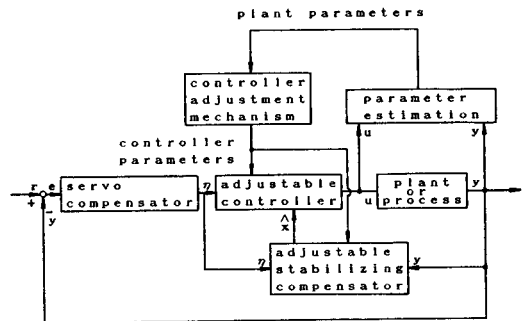 plant parameters
controller
adjustment
mechanism
parameter
estimation
u
y
controller
parameters
r
e
+
-
y
servo
compensator
η
adjustable
controller
u
plant
or
process
y
x̂
η
adjustable
stabilizing
compensator
y